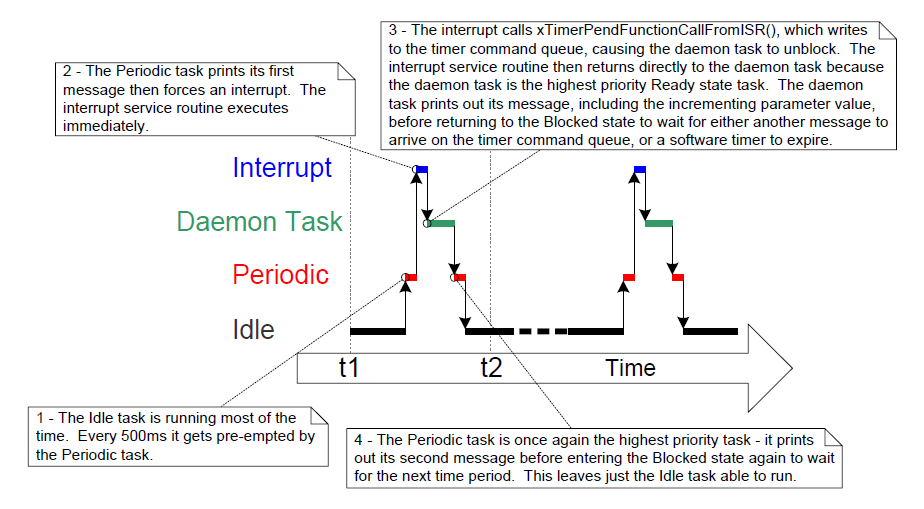 3 - The interrupt calls xTimerPendFunctionCallFromISR(), which writes
to the timer command queue, causing the daemon task to unblock.  The
interrupt service routine then returns directly to the daemon task because
the daemon task is the highest priority Ready state task.  The daemon
task prints out its message, including the incrementing parameter value,
before returning to the Blocked state to wait for either another message to
arrive on the timer command queue, or a software timer to expire.
2 - The Periodic task prints its first
message then forces an interrupt.  The
interrupt service routine executes
immediately.
Interrupt
Daemon Task
Periodic
Idle
t1
t2
Time
1 - The Idle task is running most of the
time.  Every 500ms it gets pre-empted by
the Periodic task.
4 - The Periodic task is once again the highest priority task - it prints
out its second message before entering the Blocked state again to wait
for the next time period.  This leaves just the Idle task able to run.